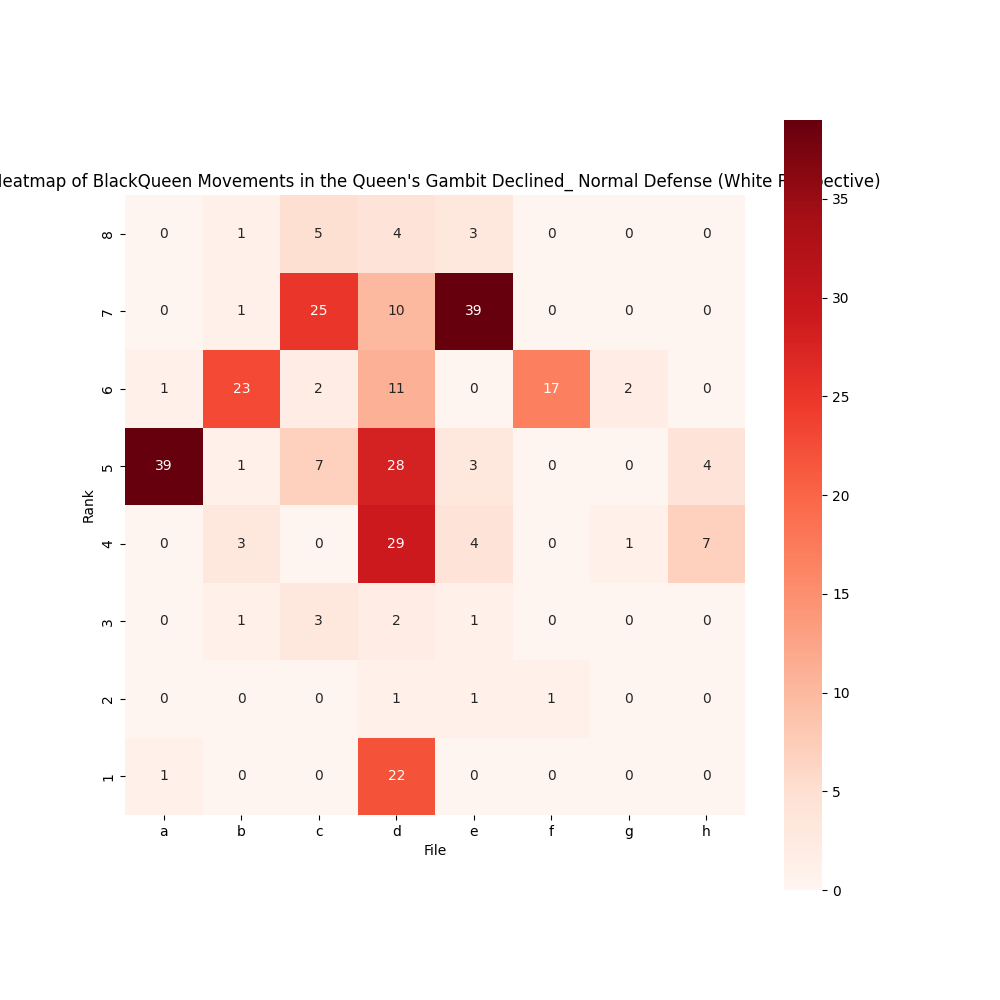 eatmap of BlackQueen Movements in the Queen's Gambit Declined_ Normal Defense (White P pective)
8 0 1 5 4 3 0 0 0
7 0 1 25 10 39 0 0 0
6 1 23 2 11 0 17 2 0
5 39 1 7 28 3 0 0 4
4 0 3 0 29 4 0 1 7
3 0 1 3 2 1 0 0 0
2 0 0 0 1 1 1 0 0
1 1 0 0 22 0 0 0 0
a b c d e f g h
Rank
File
35
30
25
20
15
10
5
0